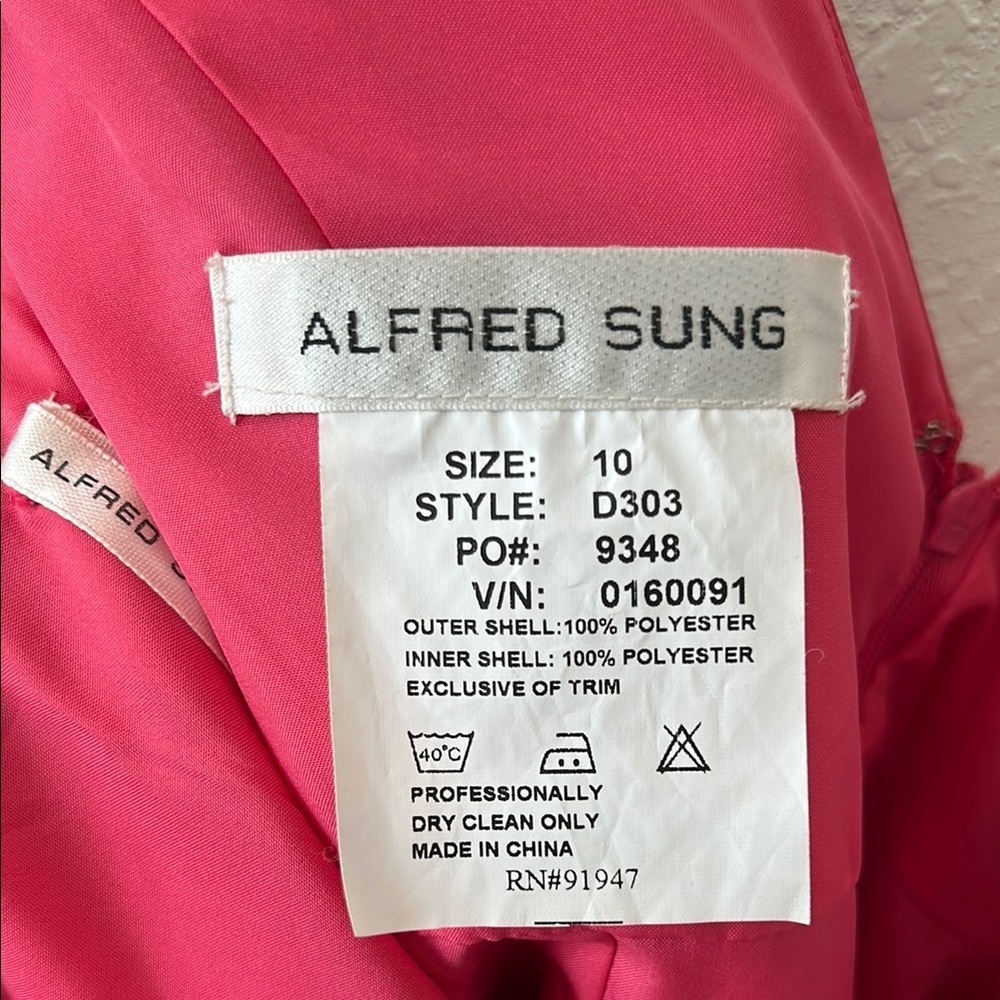 ALFRED SUNG
SIZE: 10
STYLE: D303
PO#: 9348
V/N: 0160091
OUTER SHELL:100% POLYESTER
INNER SHELL: 100% POLYESTER
EXCLUSIVE OF TRIM
40°C
PROFESSIONALLY
DRY CLEAN ONLY
MADE IN CHINA
RN#91947
ALFRED